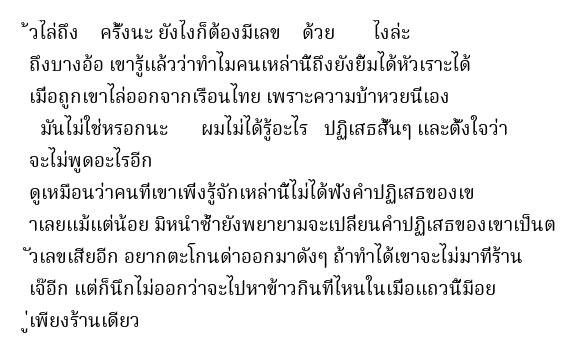 ้วไล่ถึง    ครั้งนะ ยังไงก็ต้องมีเลข    ด้วย       ไงล่ะ
ถึงบางอ้อ เขารู้แล้วว่าทำไมคนเหล่านี้ถึงยังยิ้มได้หัวเราะได้
เมื่อถูกเขาไล่ออกจากเรือนไทย เพราะความบ้าหวยนี่เอง
  มันไม่ใช่หรอกนะ      ผมไม่ได้รู้อะไร   ปฏิเสธสั้นๆ และตั้งใจว่า
จะไม่พูดอะไรอีก
ดูเหมือนว่าคนที่เขาเพิ่งรู้จักเหล่านี้ไม่ได้ฟังคำปฏิเสธของเข
าเลยแม้แต่น้อย มิหนำซ้ำยังพยายามจะเปลี่ยนคำปฏิเสธของเขาเป็นต
ัวเลขเสียอีก อยากตะโกนด่าออกมาดังๆ ถ้าทำได้เขาจะไม่มาที่ร้าน
เจ๊อีก แต่ก็นึกไม่ออกว่าจะไปหาข้าวกินที่ไหนในเมื่อแถวนี้มีอย
ู่เพียงร้านเดียว